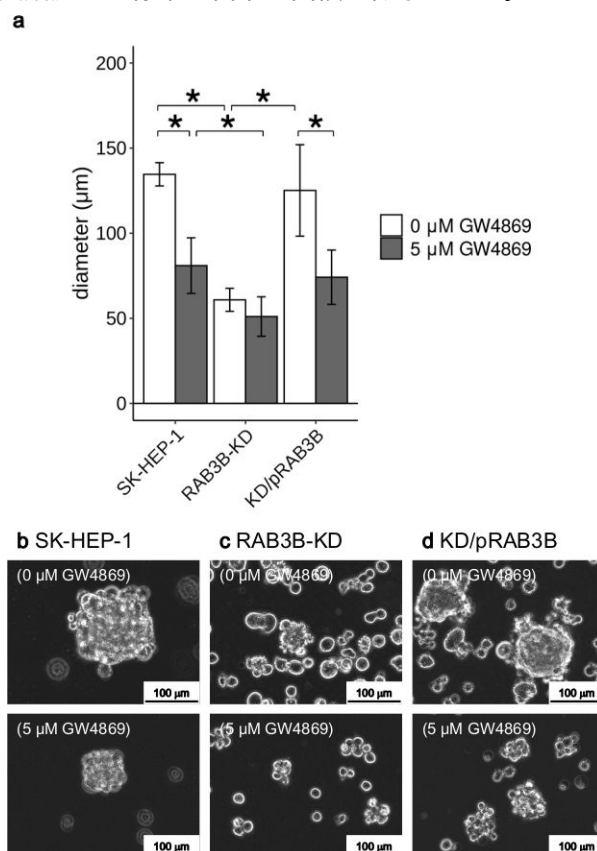 a
200
150
100
50
0
diameter (μm)
* *
* * *
0 μM GW4869
5 μM GW4869
SK-HEP-1
RAB3B-KD
KD/pRAB3B
b SK-HEP-1
c RAB3B-KD
d KD/pRAB3B
(0 μM GW4869)
(0 μM GW4869)
(0 μM GW4869)
100 μm
100 μm
100 μm
(5 μM GW4869)
(5 μM GW4869)
(5 μM GW4869)
100 μm
100 μm
100 μm